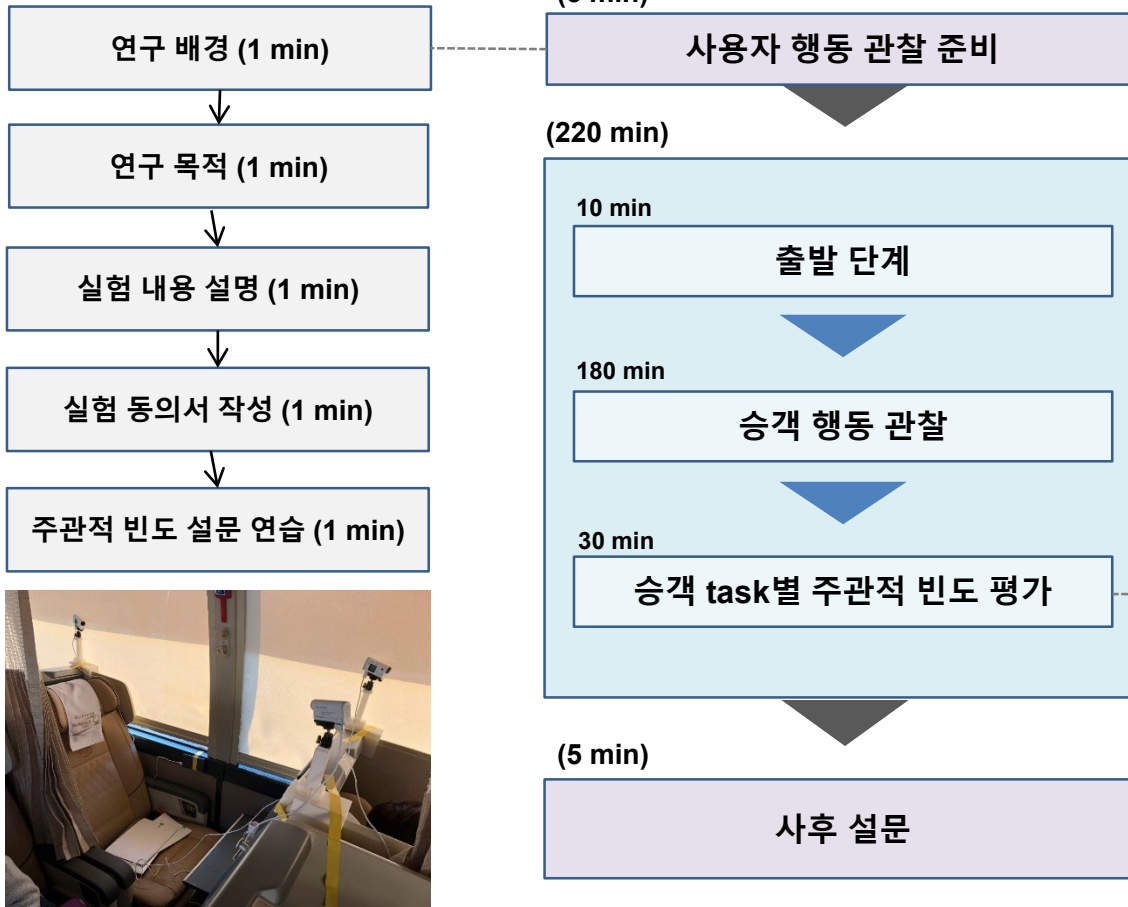 연구 배경 (1 min)
연구 목적 (1 min)
실험 내용 설명 (1 min)
실험 동의서 작성 (1 min)
주관적 빈도 설문 연습 (1 min)
사용자 행동 관찰 준비
(220 min)
10 min
출발 단계
180 min
승객 행동 관찰
30 min
승객 task별 주관적 빈도 평가
(5 min)
사후 설문